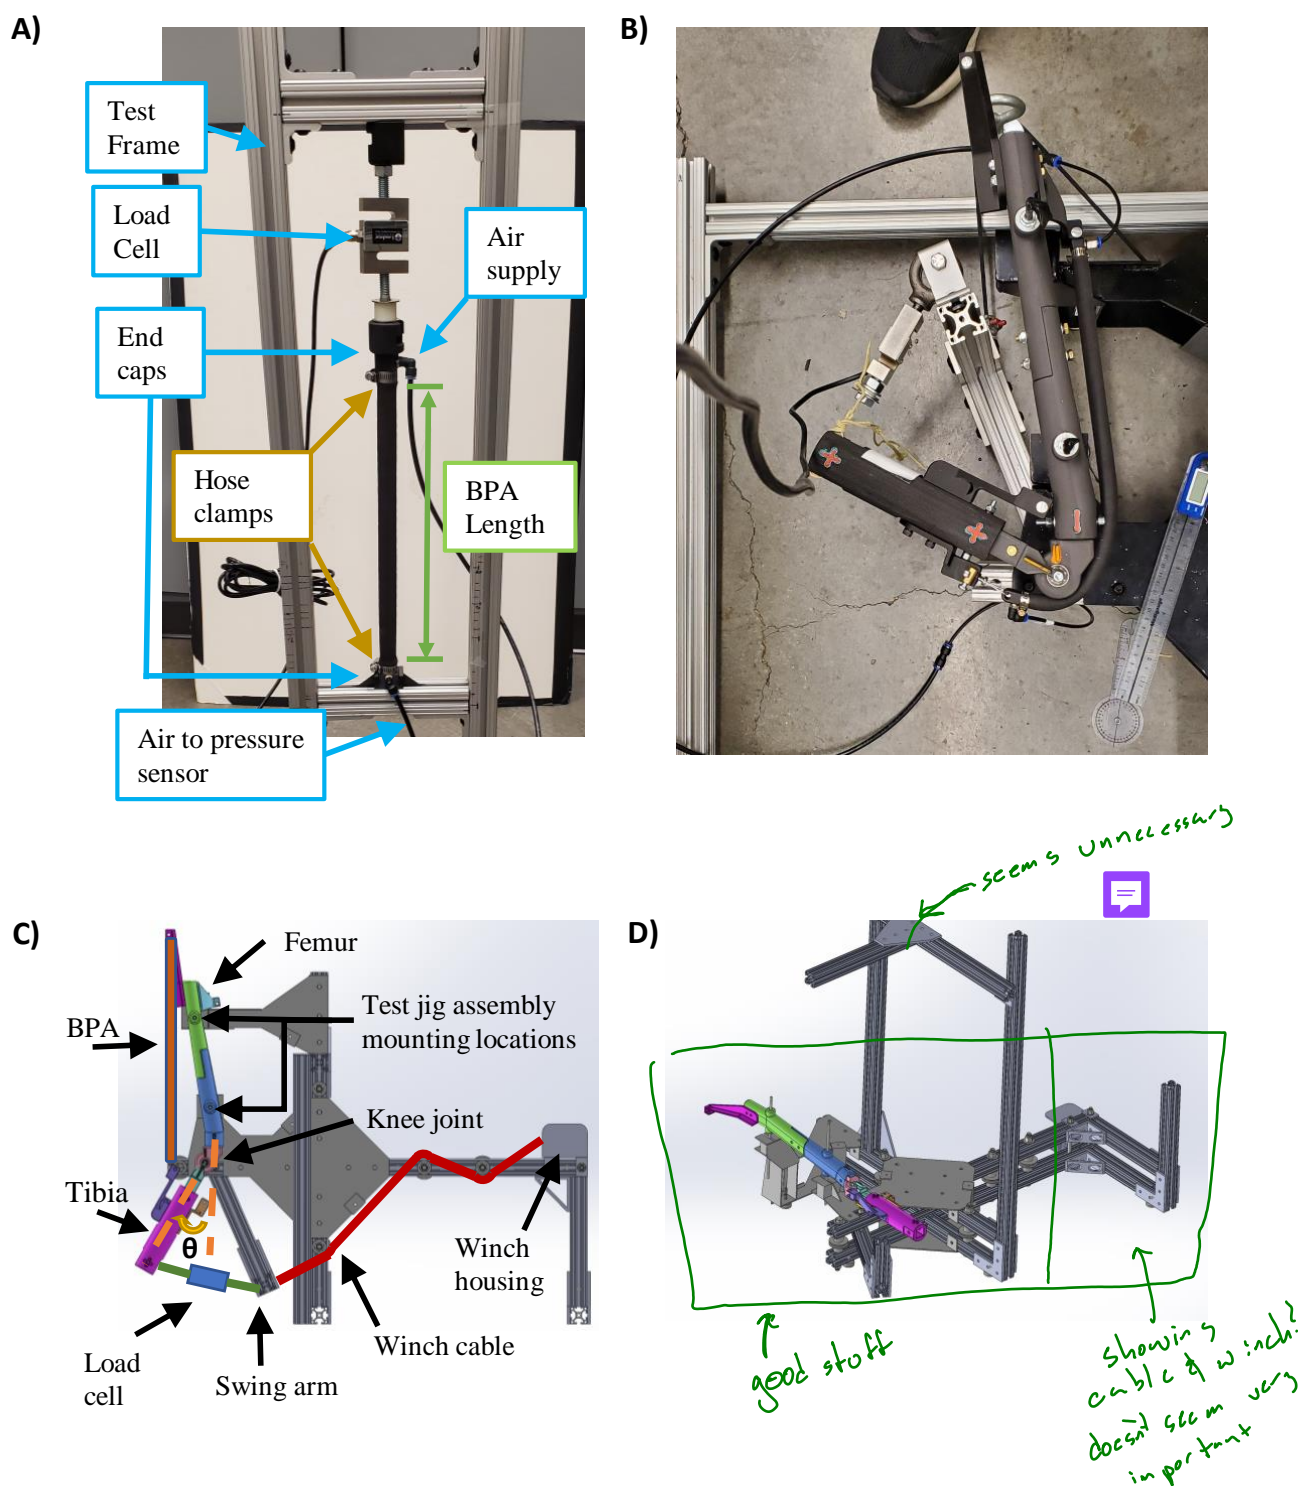 A)
Test
Frame
Load
Cell
Air
supply
End
caps
Hose
clamps
BPA
Length
Air to pressure
sensor
B)
seems unnecessary
C)
Femur
BPA
Test jig assembly
mounting locations
Knee joint
Tibia
θ
Winch
housing
Winch cable
Load
cell
Swing arm
D)
good stuff
showing
cable & winch?
doesn't seem very
important